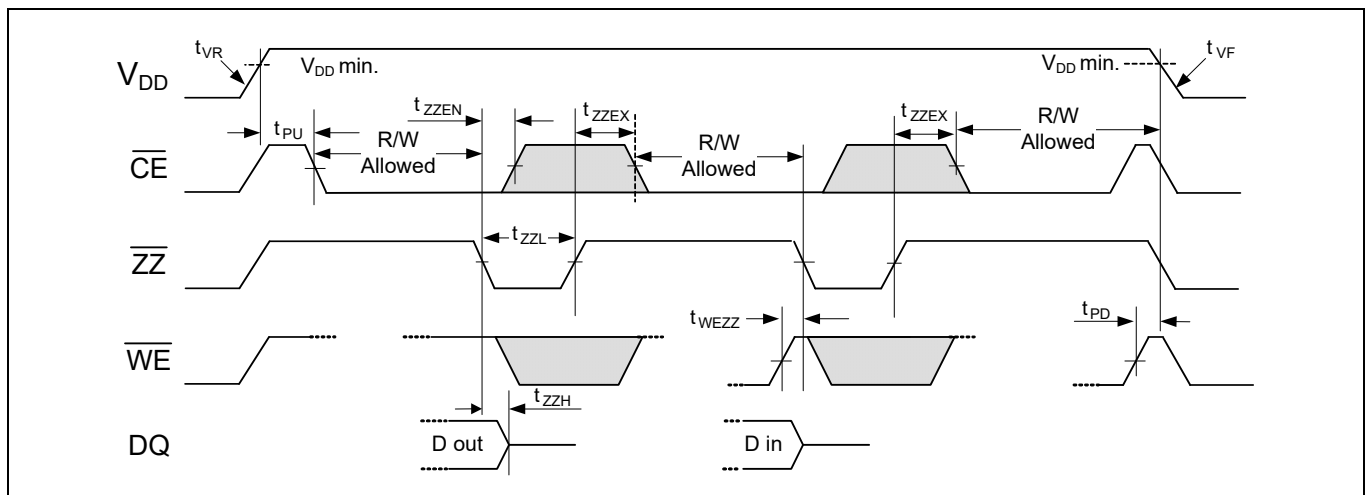 tVR
VDD min.
VDD min.
tVF
VDD
tZZEN
tZZEX
tZZEX
tPU
R/W
Allowed
R/W
Allowed
R/W
Allowed
CE
tZZL
ZZ
tWEZZ
tPD
WE
tZZH
D out
D in
DQ